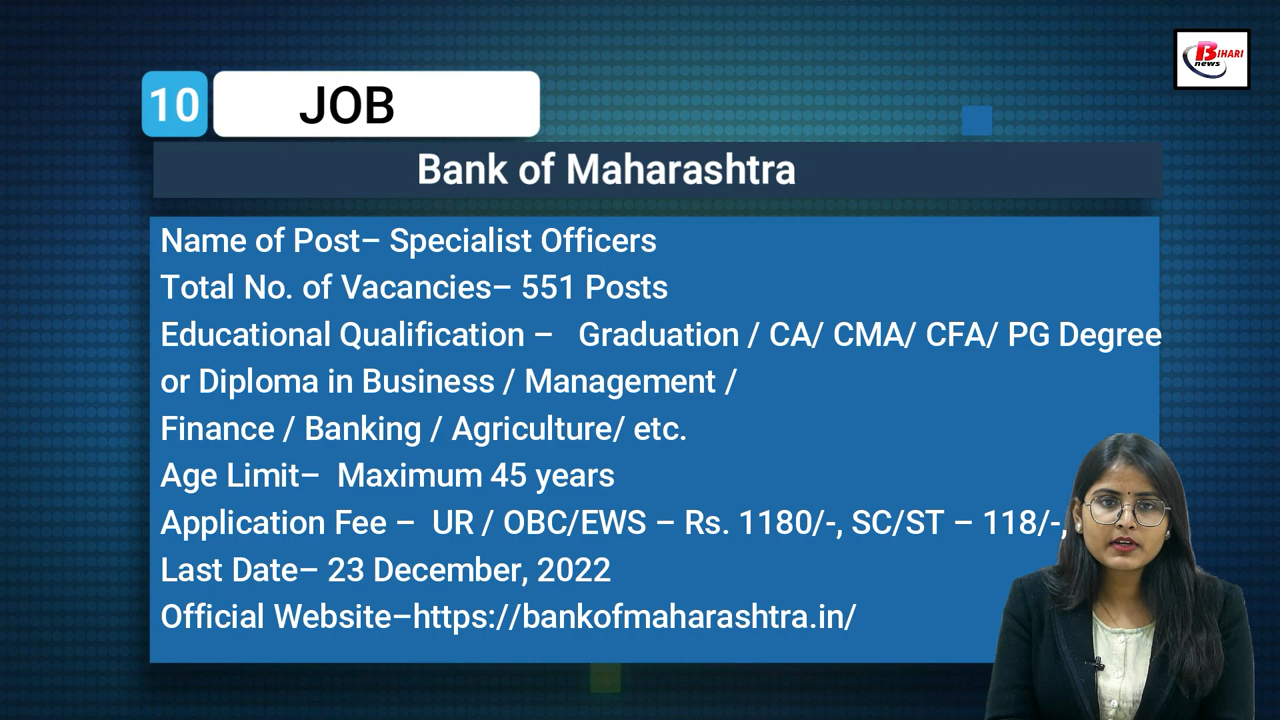 BIHARI
news
10 JOB
Bank of Maharashtra
Name of Post– Specialist Officers
Total No. of Vacancies– 551 Posts
Educational Qualification –   Graduation / CA/ CMA/ CFA/ PG Degree
or Diploma in Business / Management /
Finance / Banking / Agriculture/ etc.
Age Limit–  Maximum 45 years
Application Fee –  UR / OBC/EWS – Rs. 1180/-, SC/ST – 118/-,
Last Date– 23 December, 2022
Official Website–https://bankofmaharashtra.in/